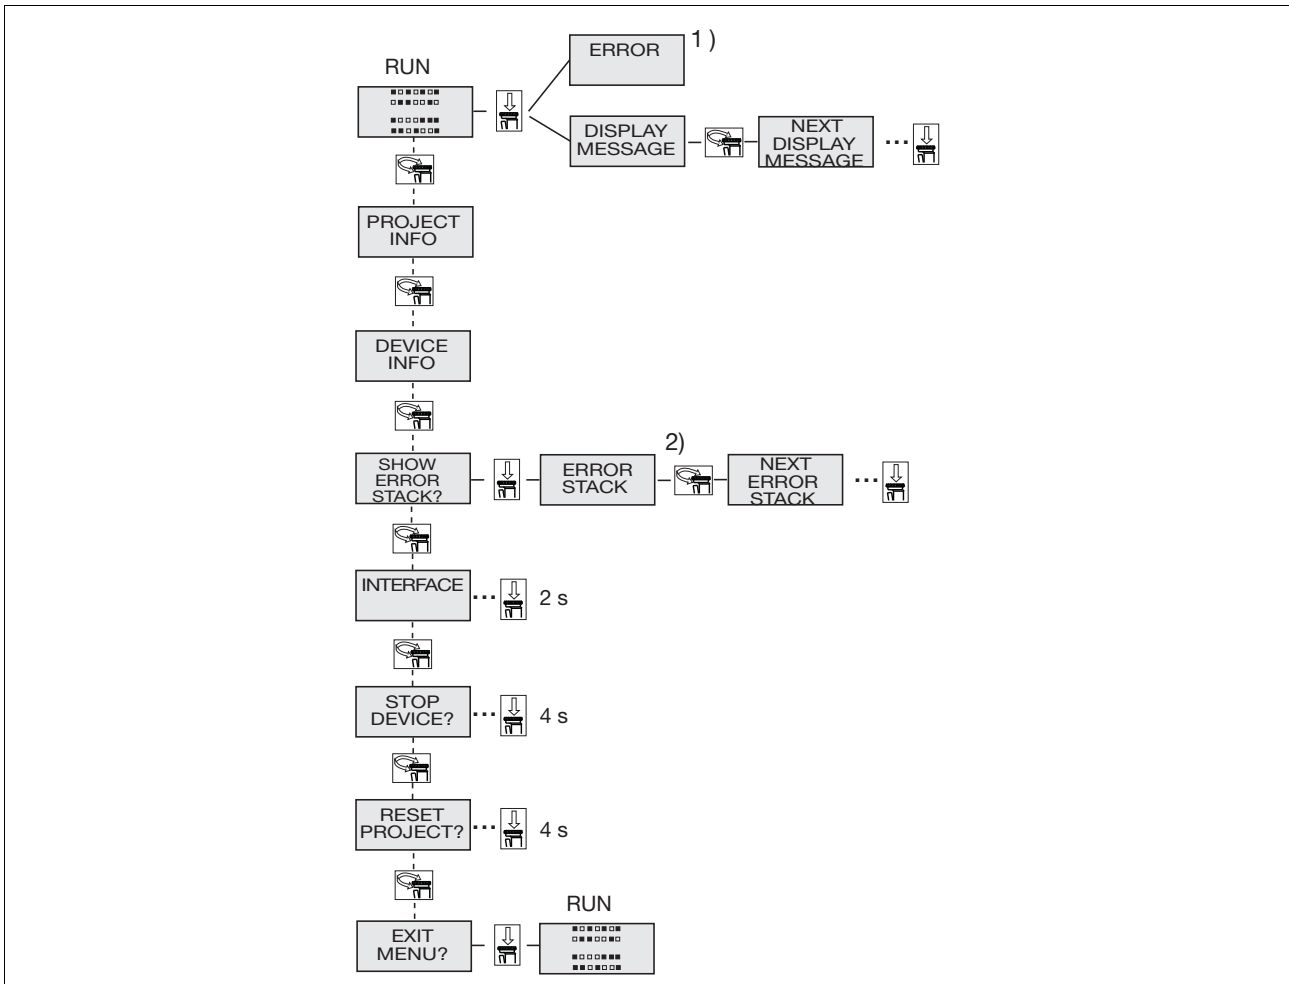 ERROR
1)
RUN
DISPLAY
MESSAGE
NEXT
DISPLAY
MESSAGE
...
PROJECT
INFO
DEVICE
INFO
SHOW
ERROR
STACK?
ERROR
STACK
2)
NEXT
ERROR
STACK
...
INTERFACE
... 2 s
STOP
DEVICE?
... 4 s
RESET
PROJECT?
... 4 s
EXIT
MENU?
RUN